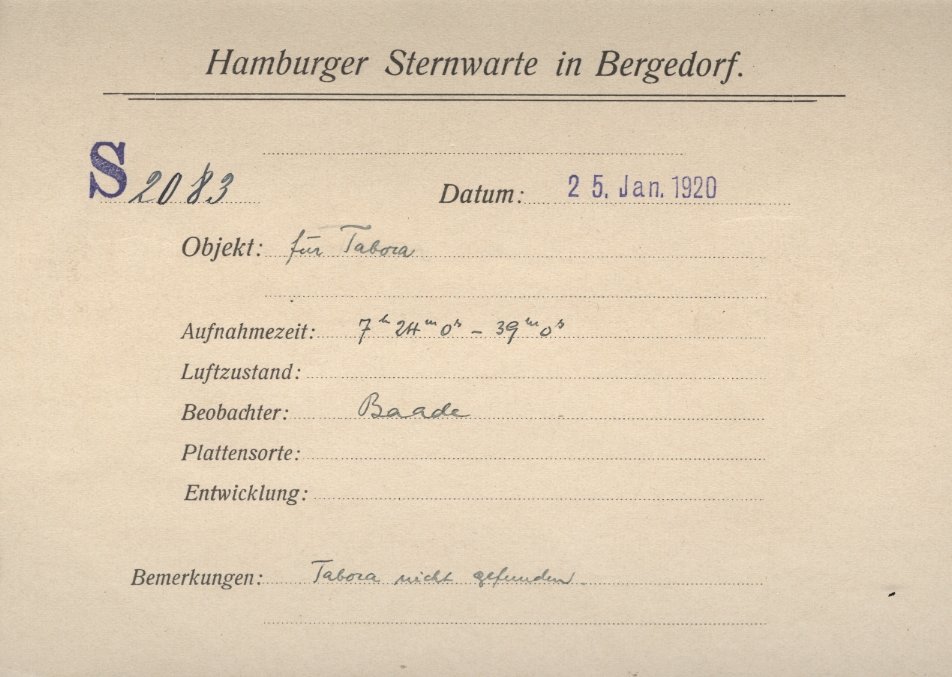 Hamburger Sternwarte in Bergedorf.
S 2083 Datum: 25. Jan. 1920
Objekt: für Tabora
Aufnahmezeit: 7ʰ 24ᵐ 0ˢ – 39ᵐ 0ˢ
Luftzustand:
Beobachter: Baade
Plattensorte:
Entwicklung:
Bemerkungen: Tabora nicht gefunden.